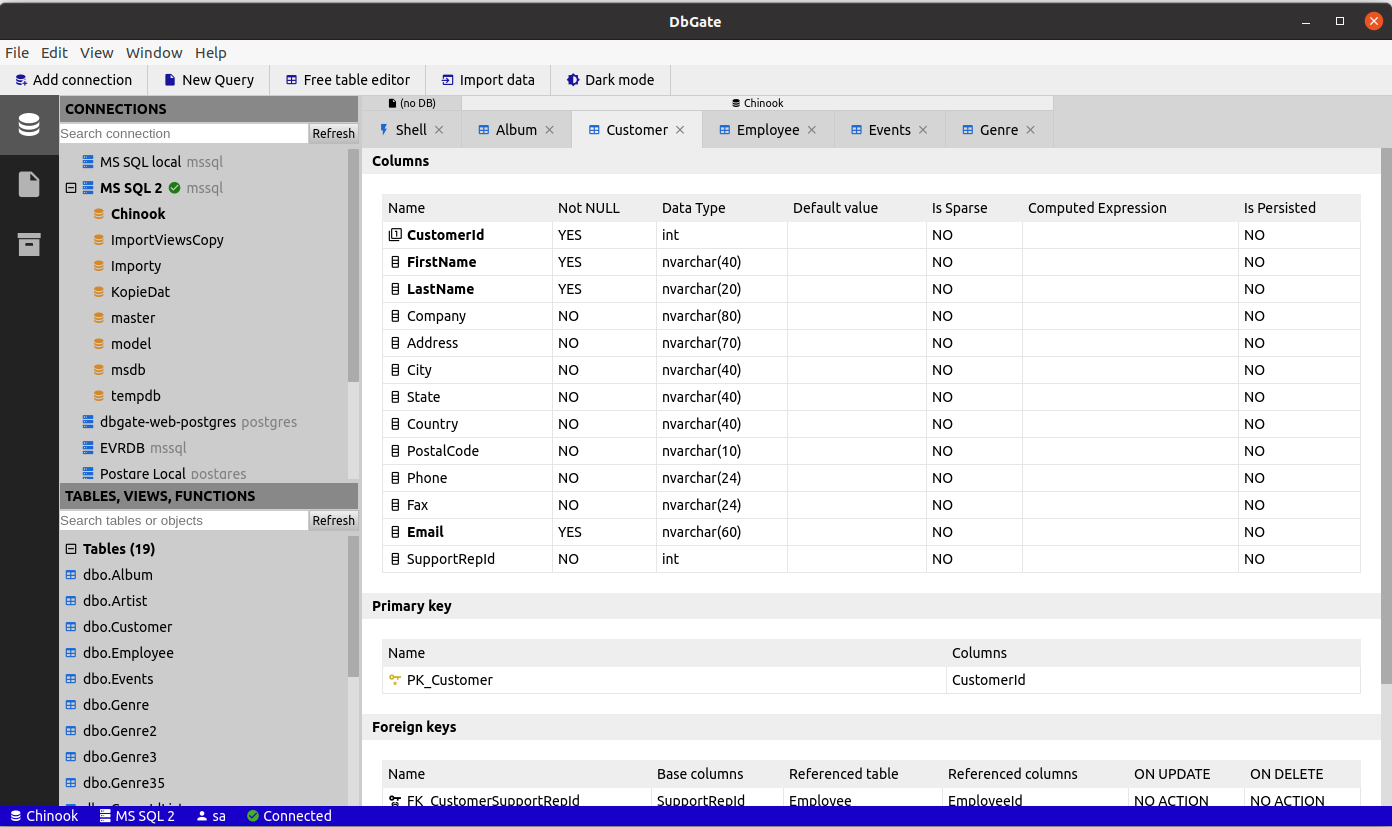 DbGate
File Edit View Window Help
Add connection New Query Free table editor Import data Dark mode
CONNECTIONS
Search connection Refresh
MS SQL local mssql
MS SQL 2 mssql
Chinook
ImportViewsCopy
Importy
KopieDat
master
model
msdb
tempdb
dbgate-web-postgres postgres
EVRDB mssql
Postgre Local postgres
TABLES, VIEWS, FUNCTIONS
Search tables or objects Refresh
Tables (19)
dbo.Album
dbo.Artist
dbo.Customer
dbo.Employee
dbo.Events
dbo.Genre
dbo.Genre2
dbo.Genre3
dbo.Genre35
(no DB) Chinook
Shell Album Customer Employee Events Genre
Columns
Name Not NULL Data Type Default value Is Sparse Computed Expression Is Persisted
CustomerId YES int NO NO
FirstName YES nvarchar(40) NO NO
LastName YES nvarchar(20) NO NO
Company NO nvarchar(80) NO NO
Address NO nvarchar(70) NO NO
City NO nvarchar(40) NO NO
State NO nvarchar(40) NO NO
Country NO nvarchar(40) NO NO
PostalCode NO nvarchar(10) NO NO
Phone NO nvarchar(24) NO NO
Fax NO nvarchar(24) NO NO
Email YES nvarchar(60) NO NO
SupportRepId NO int NO NO
Primary key
Name Columns
PK_Customer CustomerId
Foreign keys
Name Base columns Referenced table Referenced columns ON UPDATE ON DELETE
FK_CustomerSupportRepId SupportRepId Employee EmployeeId NO ACTION NO ACTION
Chinook MS SQL 2 sa Connected